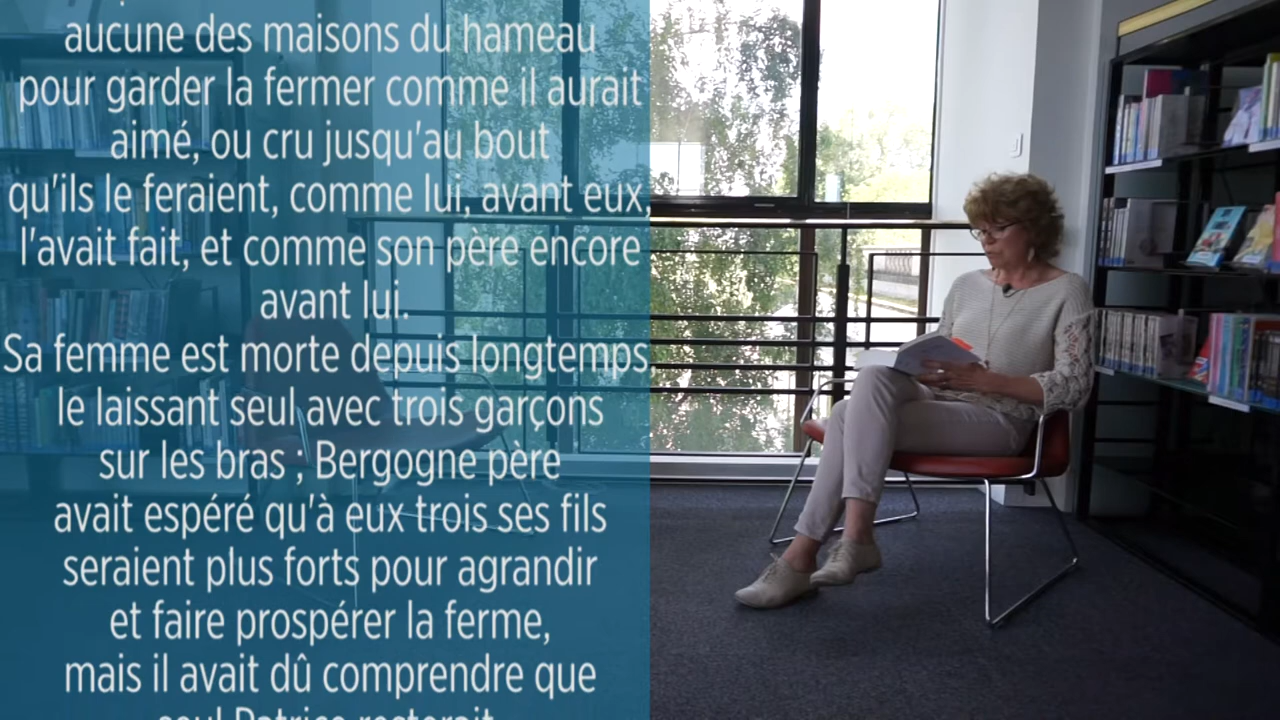 aucune des maisons du hameau
pour garder la fermer comme il aurait
aimé, ou cru jusqu'au bout
qu'ils le feraient, comme lui, avant eux,
l'avait fait, et comme son père encore
avant lui.
Sa femme est morte depuis longtemps,
le laissant seul avec trois garçons
sur les bras ; Bergogne père
avait espéré qu'à eux trois ses fils
seraient plus forts pour agrandir
et faire prospérer la ferme,
mais il avait dû comprendre que
seul Patrice resterait